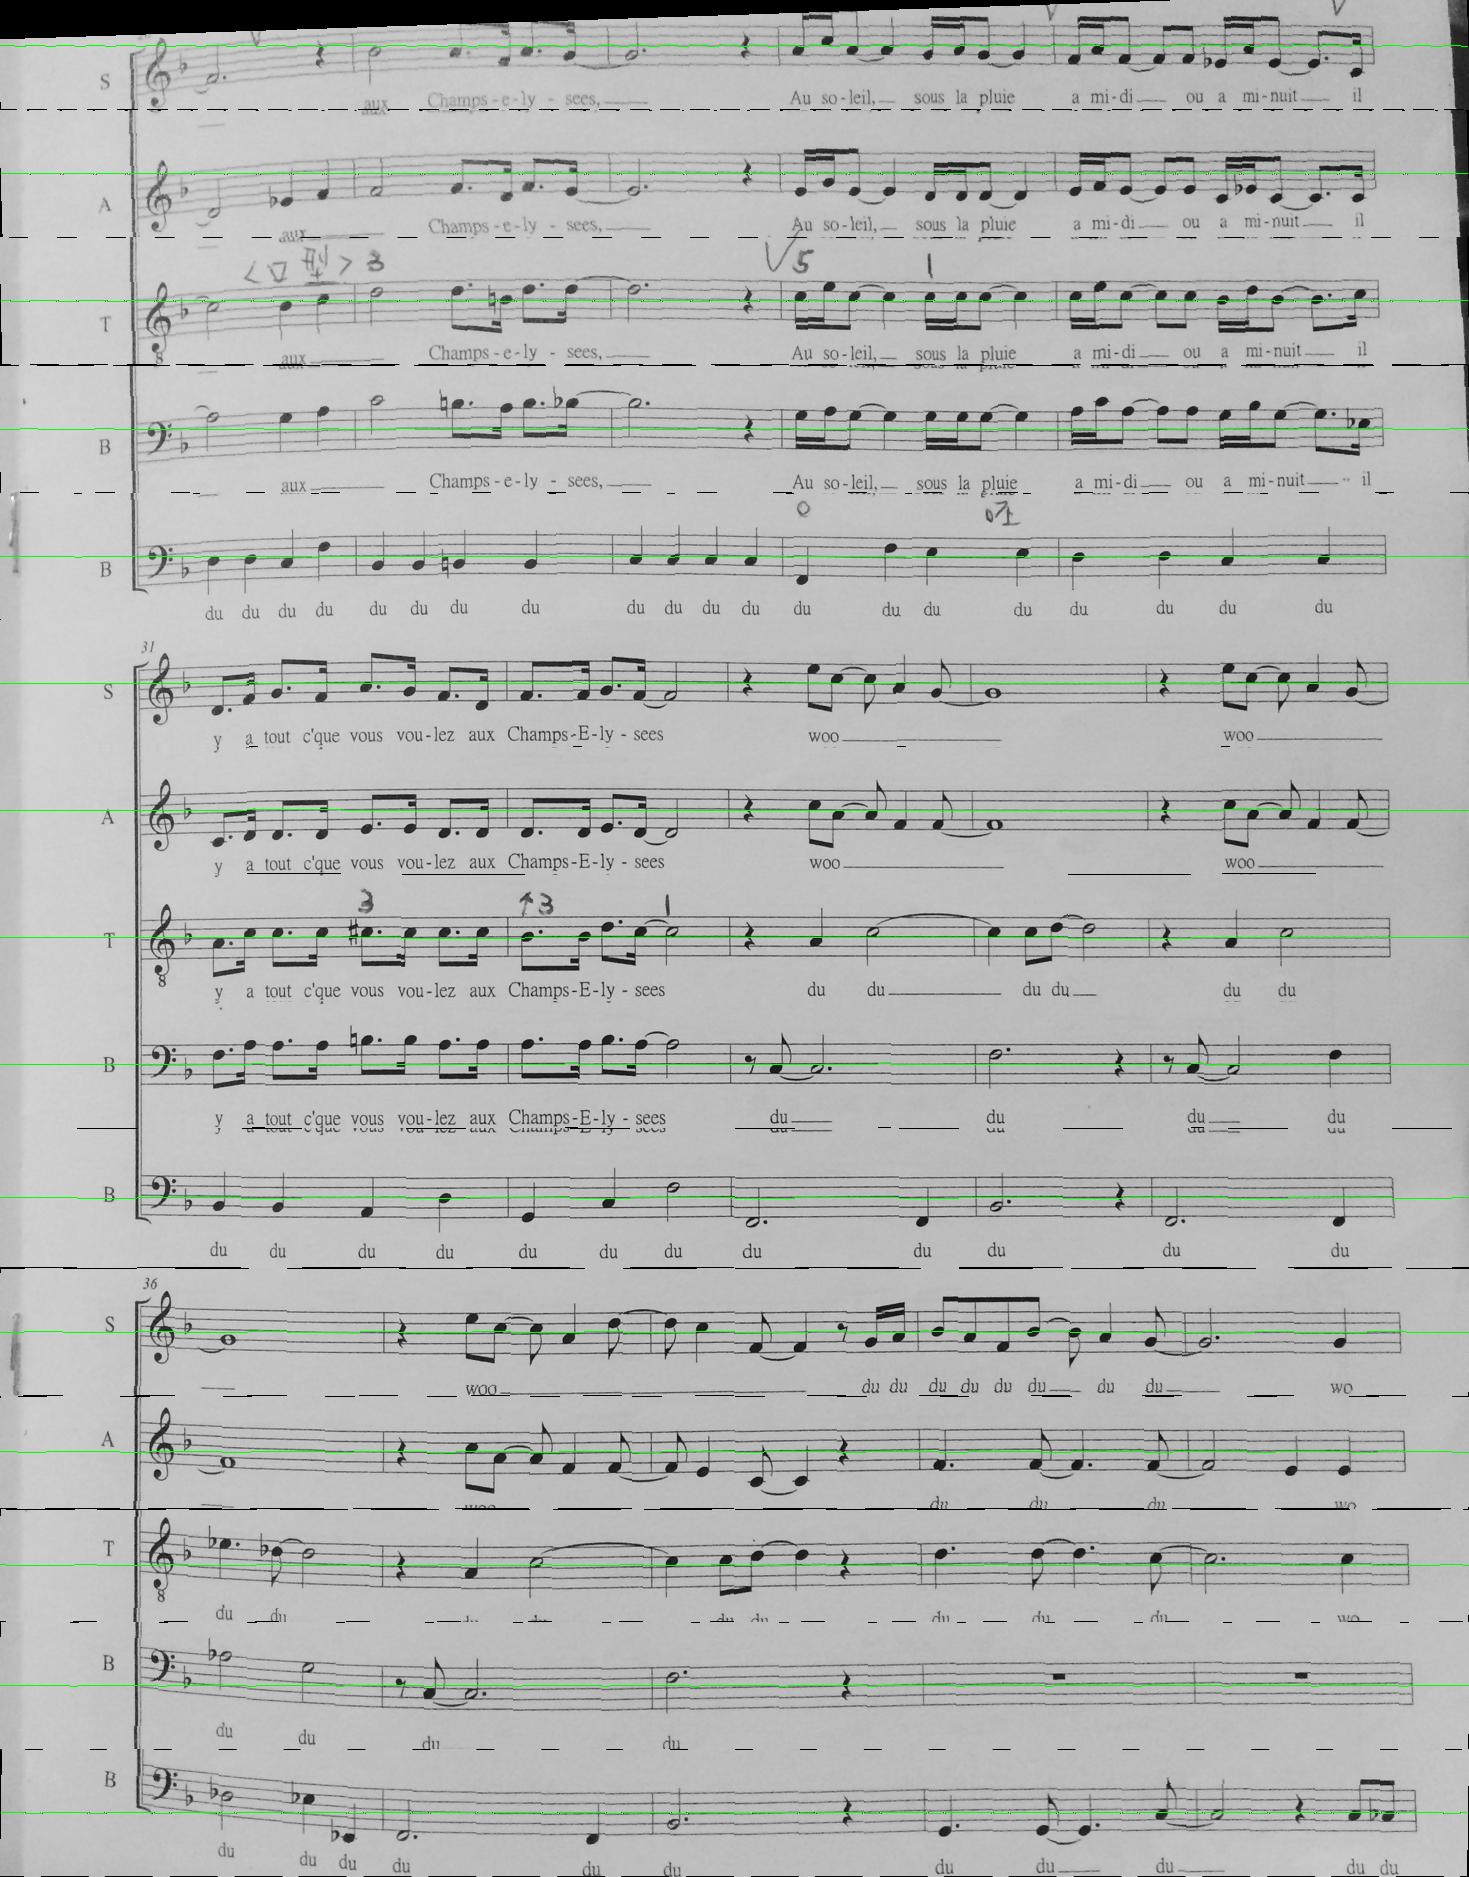 S
aux Champs - e - ly - sees, Au so - leil, sous la pluie a mi - di ou a mi - nuit il
A
aux Champs - e - ly - sees, Au so - leil, sous la pluie a mi - di ou a mi - nuit il
3 5 1
T
8
aux Champs - e - ly - sees, Au so - leil, sous la pluie a mi - di ou a mi - nuit il
B
aux Champs - e - ly - sees, Au so - leil, sous la pluie a mi - di ou a mi - nuit il
B
du du du du du du du du du du du du du du du du du du du du
31
S
y a tout c'que vous vou - lez aux Champs - E - ly - sees woo woo
A
y a tout c'que vous vou - lez aux Champs - E - ly - sees woo woo
3 ↑3 1
T
8
y a tout c'que vous vou - lez aux Champs - E - ly - sees du du du du du du
B
y a tout c'que vous vou - lez aux Champs - E - ly - sees du du du du
B
du du du du du du du du du du du du
36
S
woo du du du du du du du du wo
A
woo du du du wo
T
8
du du du du du du du du du wo
B
du du du du
B
du du du du du du du du du du du